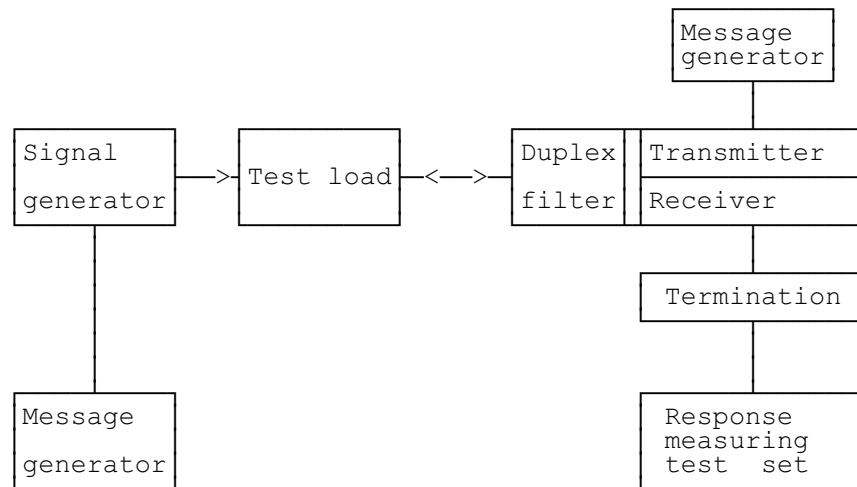 Message
generator
Signal
generator
Test load
Duplex
filter
Transmitter
Receiver
Termination
Message
generator
Response
measuring
test set